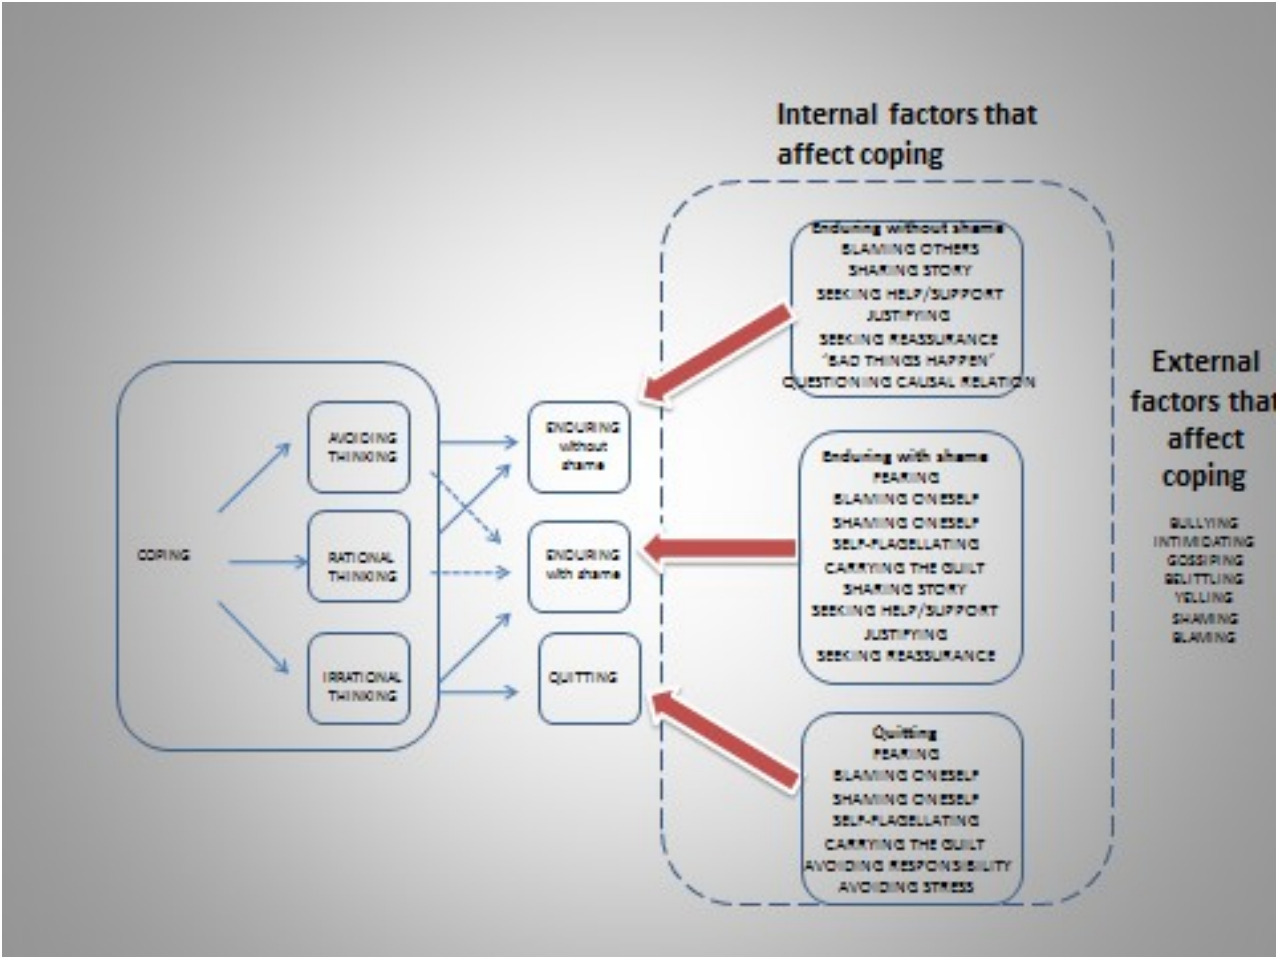 Internal factors that
affect coping
Enduring without shame
BLAMING OTHERS
SHARING STORY
SEEKING HELP/SUPPORT
JUSTIFYING
SEEKING REASSURANCE
'BAD THINGS HAPPEN'
QUESTIONING CAUSAL RELATION
External
factors that
affect
coping
BULLYING
INTIMIDATING
GOSSIPING
BELITTLING
YELLING
SHAMING
BLAMING
COPING
AVOIDING
THINKING
RATIONAL
THINKING
IRRATIONAL
THINKING
ENDURING
without
shame
ENDURING
with shame
QUITTING
Enduring with shame
FEARING
BLAMING ONESELF
SHAMING ONESELF
SELF-FLAGELLATING
CARRYING THE GUILT
SHARING STORY
SEEKING HELP/SUPPORT
JUSTIFYING
SEEKING REASSURANCE
Quitting
FEARING
BLAMING ONESELF
SHAMING ONESELF
SELF-FLAGELLATING
CARRYING THE GUILT
AVOIDING RESPONSIBILITY
AVOIDING STRESS